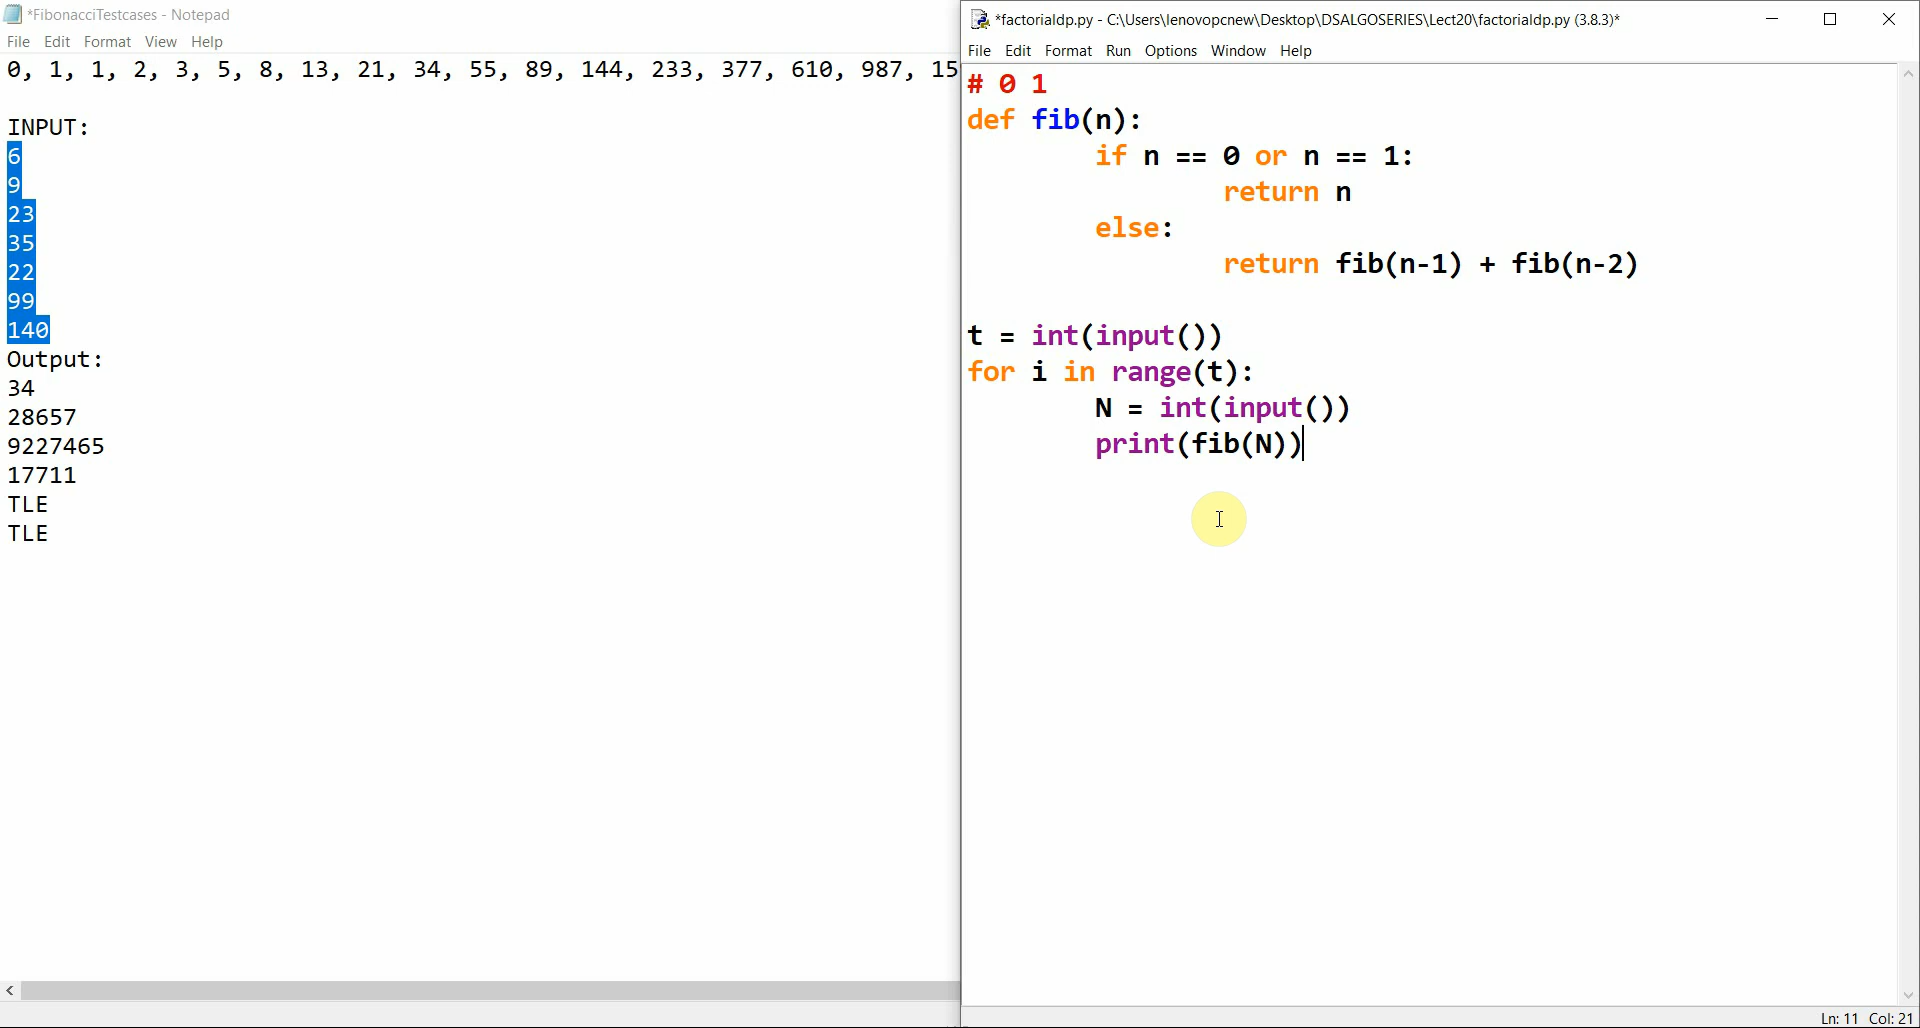 *FibonacciTestcases - Notepad
File Edit Format View Help
0, 1, 1, 2, 3, 5, 8, 13, 21, 34, 55, 89, 144, 233, 377, 610, 987, 15
INPUT:
6
9
23
35
22
99
140
Output:
34
28657
9227465
17711
TLE
TLE
*factorialdp.py - C:\Users\lenovopcnew\Desktop\DSALGOSERIES\Lect20\factorialdp.py (3.8.3)*
File Edit Format Run Options Window Help
# 0 1
def fib(n):
        if n == 0 or n == 1:
                return n
        else:
                return fib(n-1) + fib(n-2)
t = int(input())
for i in range(t):
        N = int(input())
        print(fib(N))
Ln: 11 Col: 21